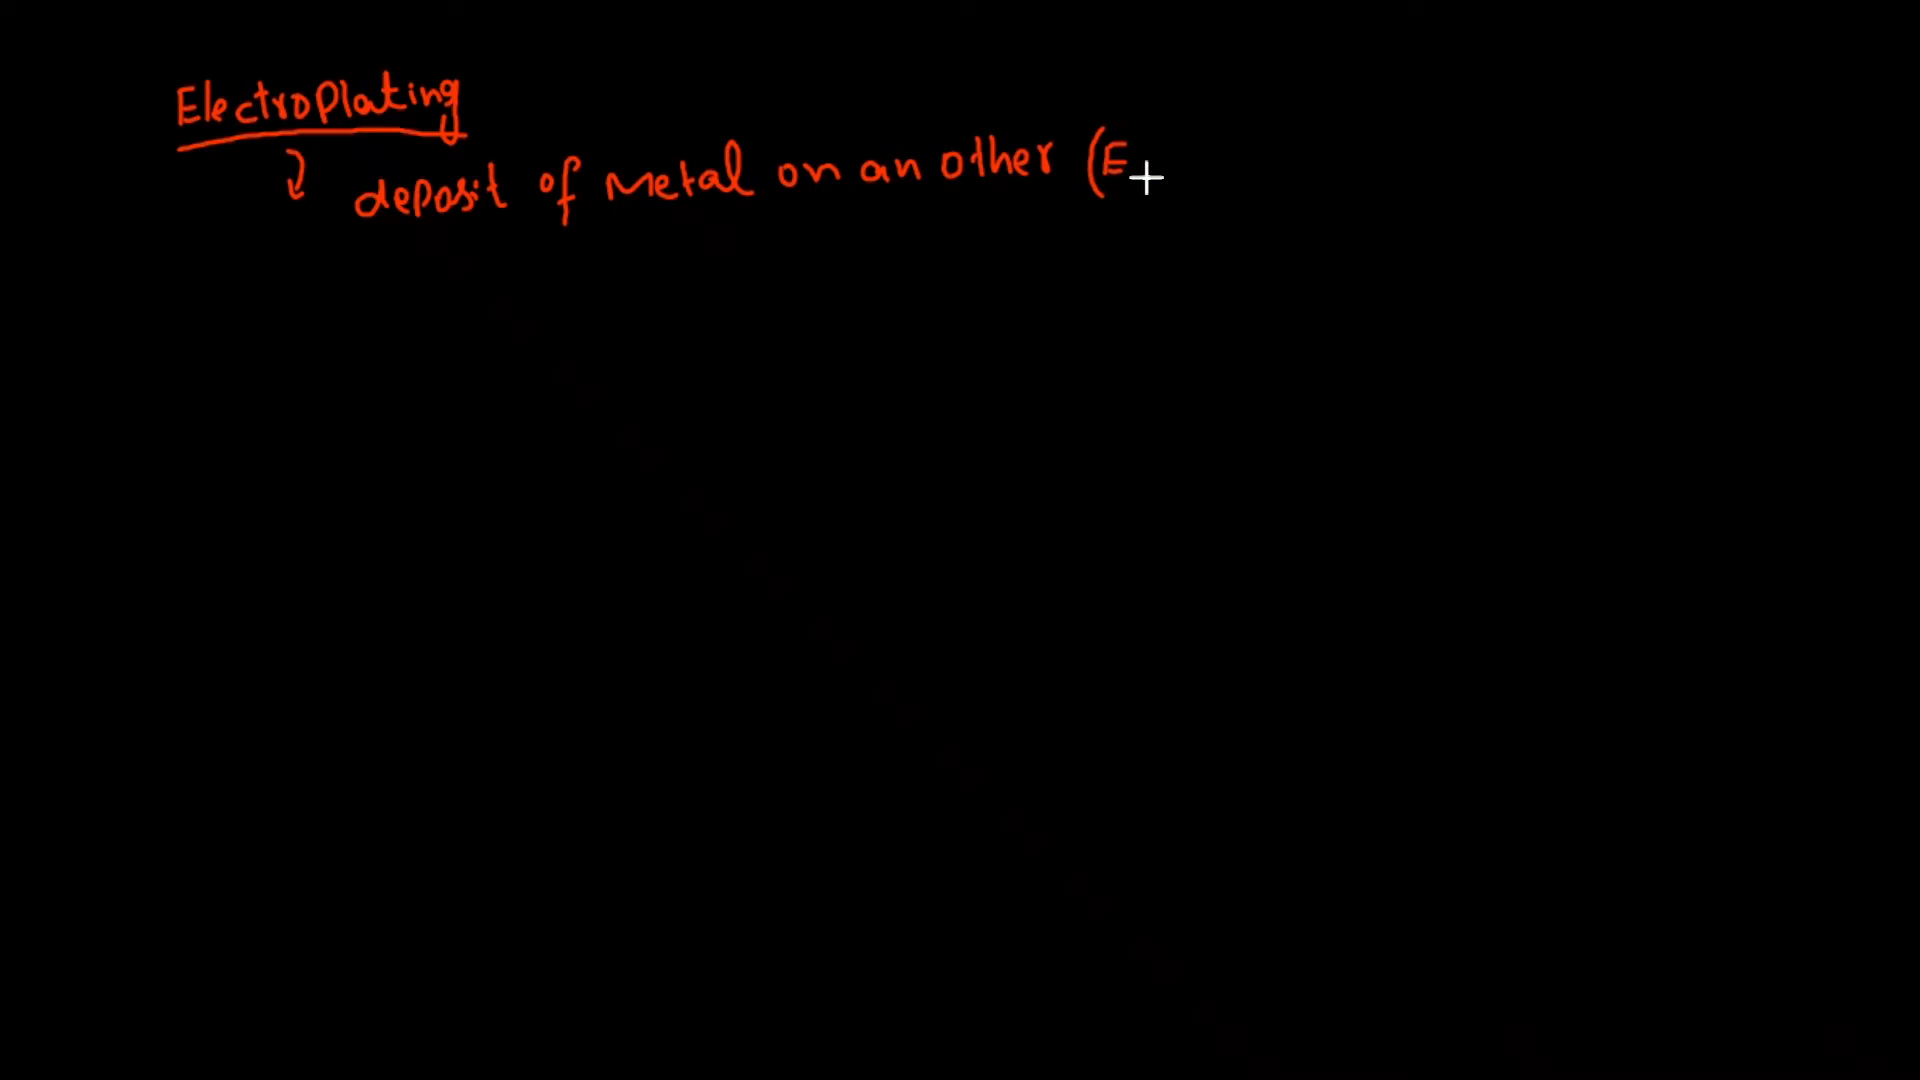 ElectroPlating
deposit of Metal on an other (E